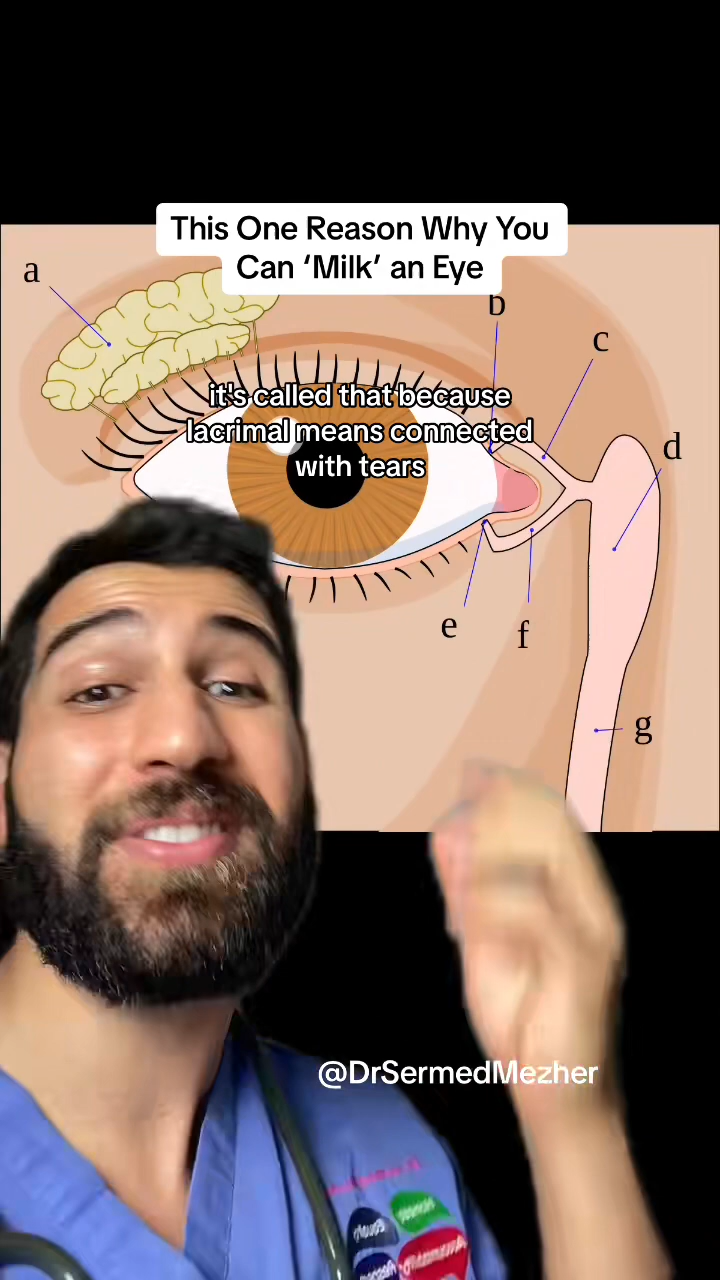 This One Reason Why You
Can ‘Milk’ an Eye
a
b
c
it's called that because
lacrimal means connected
with tears
d
e
f
g
@DrSermedMezher